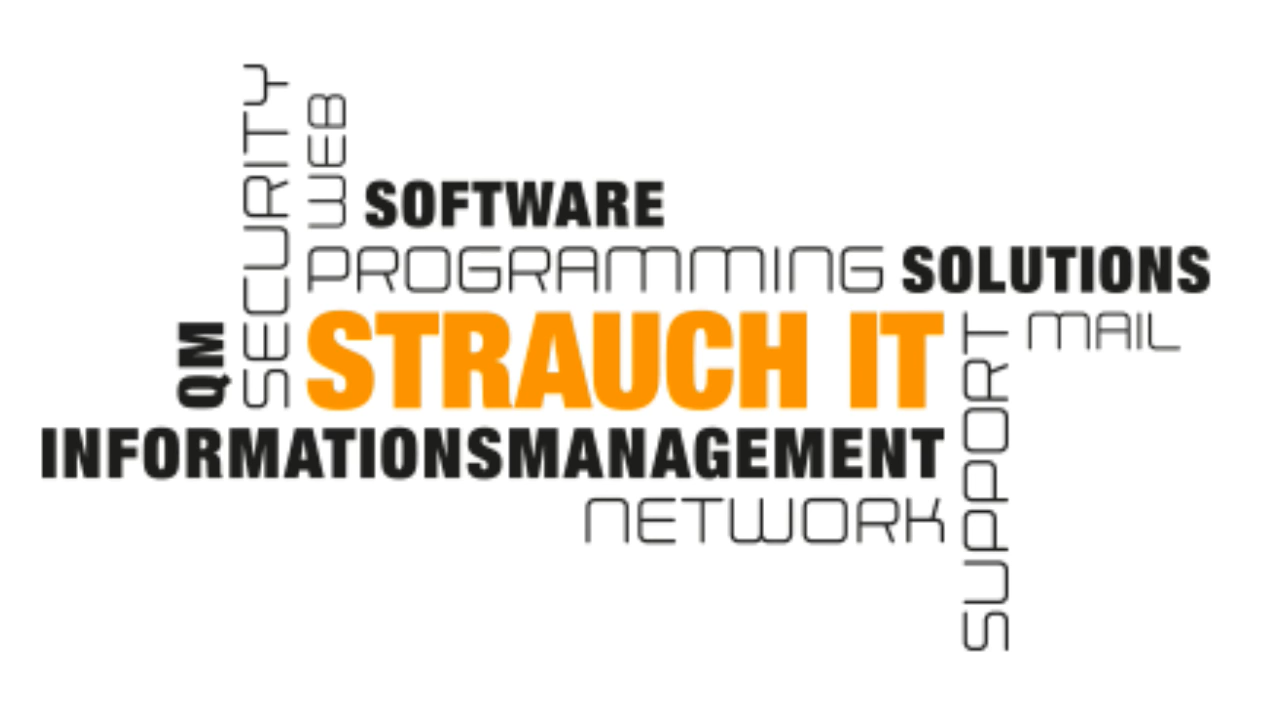 SECURITY
WEB
SOFTWARE
PROGRAMMING SOLUTIONS
QM
STRAUCH IT
MAIL
SUPPORT
INFORMATIONSMANAGEMENT
NETWORK